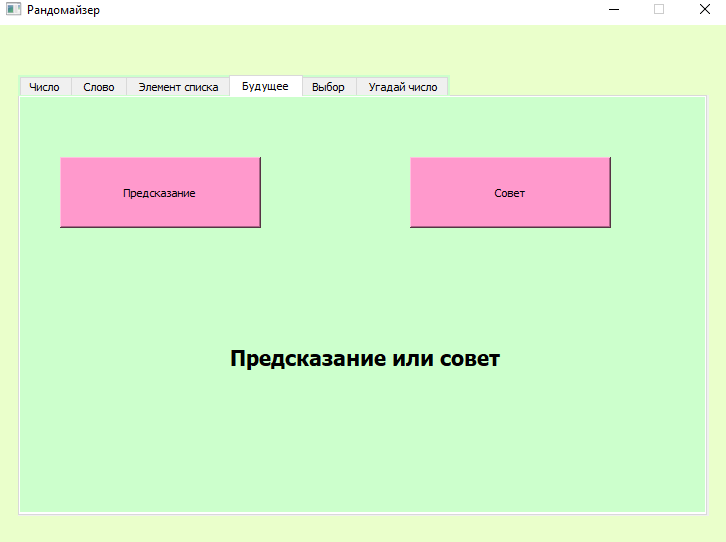 Рандомайзер
Число Слово Элемент списка Будущее Выбор Угадай число
Предсказание Совет
Предсказание или совет